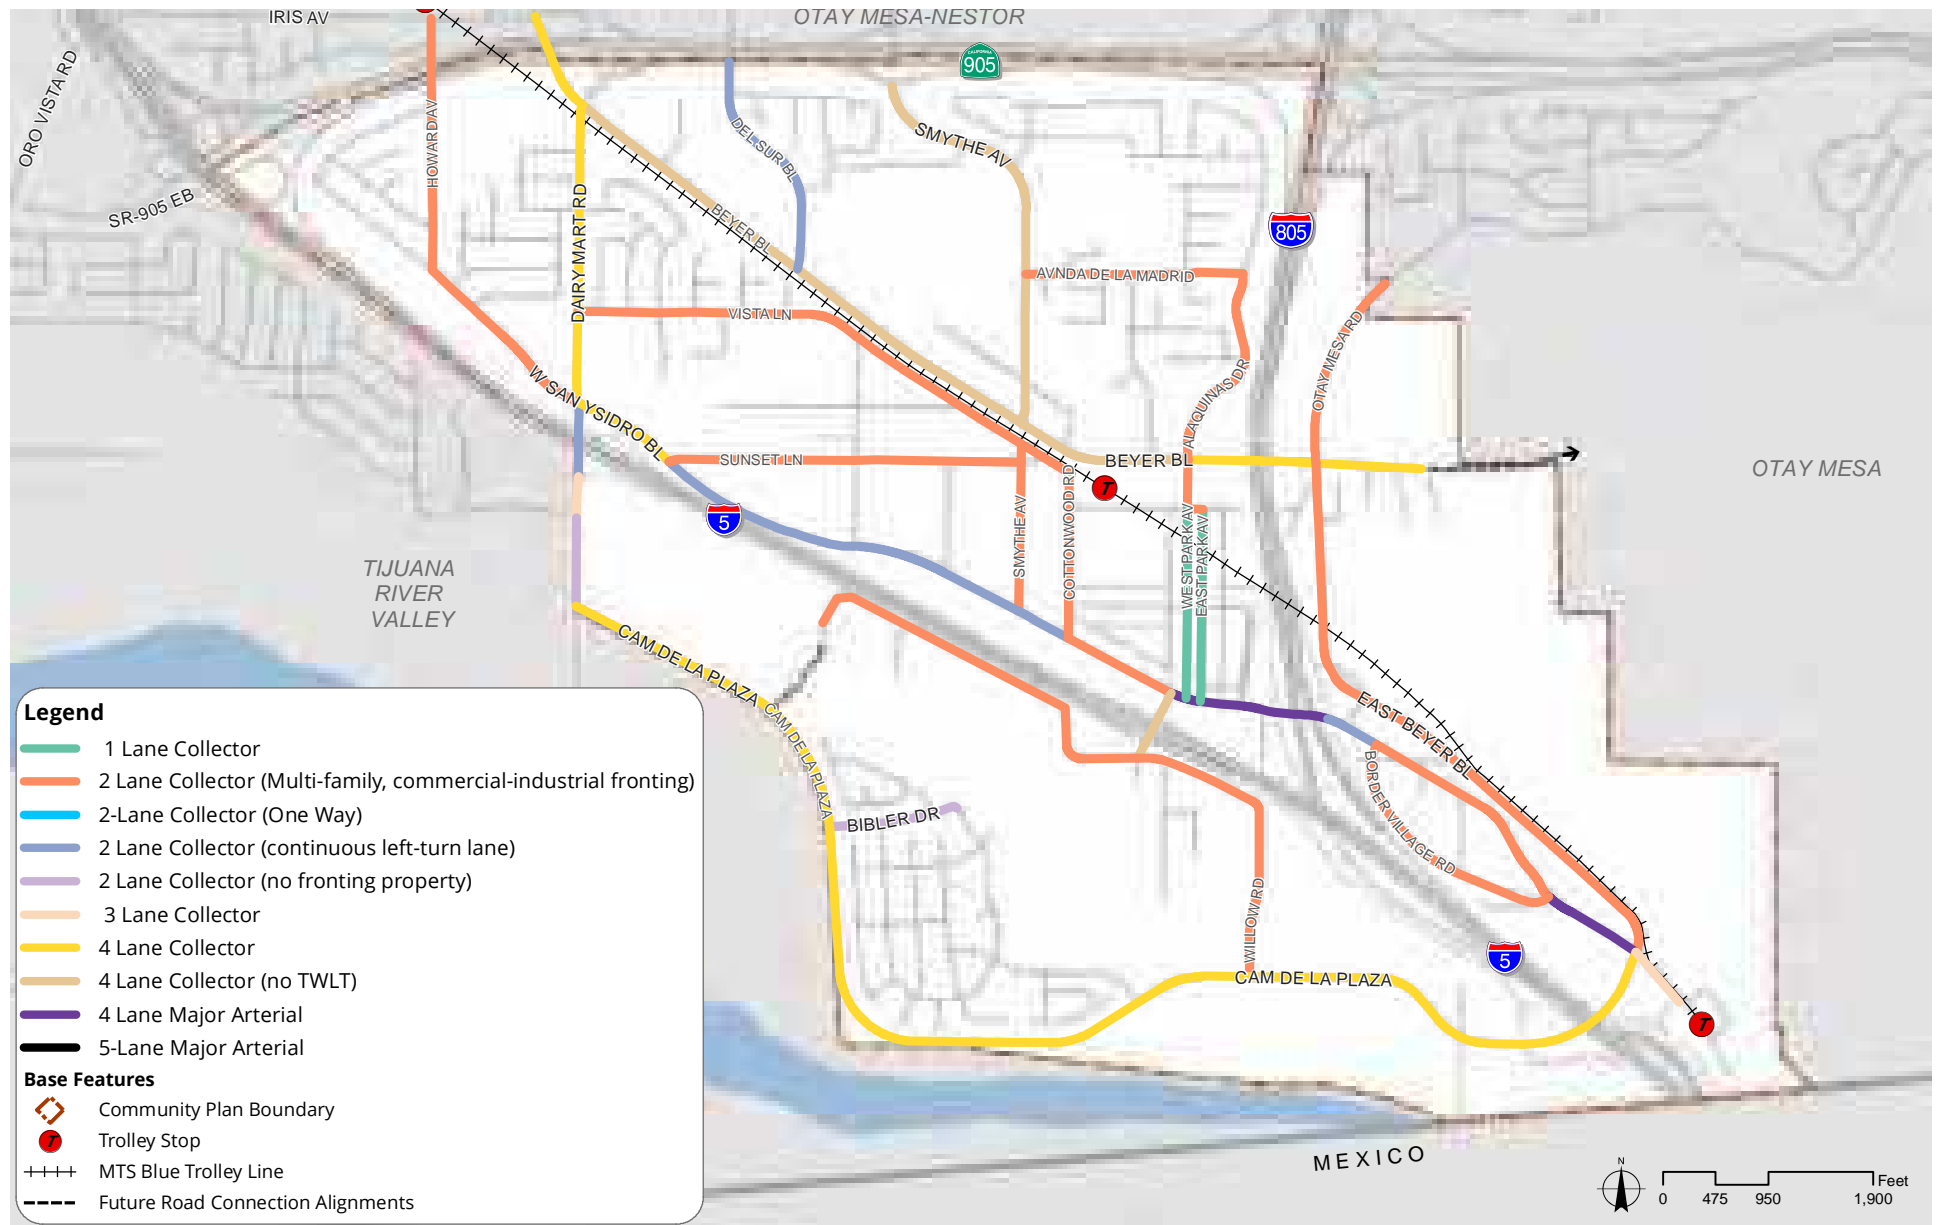 IRIS AV
OTAY MESA-NESTOR
CALIFORNIA
905
ORO VISTA RD
SR-905 EB
HOWARD AV
DEL SUR BL
SMYTHE AV
BEYER BL
DAIRY MART RD
805
AVNDA DE LA MADRID
VISTA LN
OTAY MESA RD
ALAQUINAS DR
W SAN YSIDRO BL
SUNSET LN
BEYER BL
T
OTAY MESA
5
SMYTHE AV
COTTONWOOD RD
WEST PARK AV
EAST PARK AV
TIJUANA
RIVER
VALLEY
CAM DE LA PLAZA
CAM DE LA PLAZA
EAST BEYER BL
BORDER VILLAGE RD
BIBLER DR
WILLOW RD
5
CAM DE LA PLAZA
T
MEXICO
Legend
1 Lane Collector
2 Lane Collector (Multi-family, commercial-industrial fronting)
2-Lane Collector (One Way)
2 Lane Collector (continuous left-turn lane)
2 Lane Collector (no fronting property)
3 Lane Collector
4 Lane Collector
4 Lane Collector (no TWLT)
4 Lane Major Arterial
5-Lane Major Arterial
Base Features
Community Plan Boundary
T Trolley Stop
MTS Blue Trolley Line
Future Road Connection Alignments
N
Feet
0 475 950 1,900